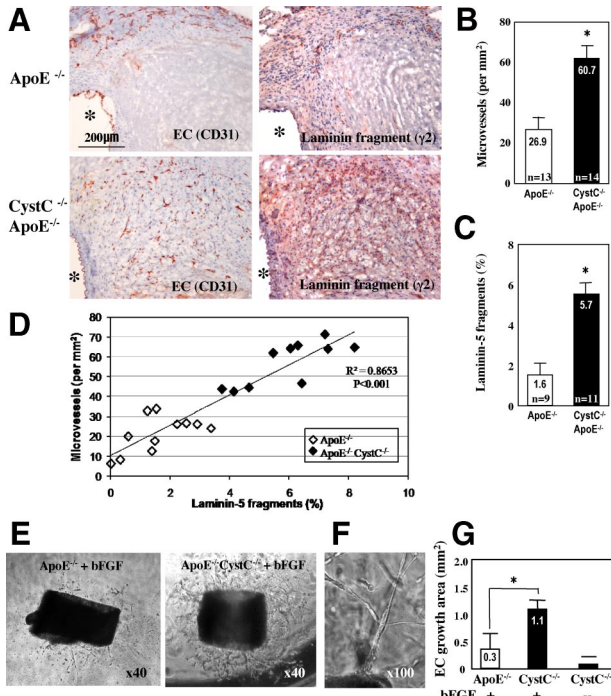 A
ApoE -/-
*
200µm
EC (CD31)
*
Laminin fragment (γ2)
CystC -/-
ApoE-/-
*
EC (CD31)
*
Laminin fragment (γ2)
B
Microvessels (per mm²)
80
60
40
20
0
26.9
n=13
*
60.7
n=14
ApoE-/-
CystC-/-
ApoE-/-
C
Laminin-5 fragments (%)
8
6
4
2
0
1.6
n=9
*
5.7
n=11
ApoE-/-
CystC-/-
ApoE-/-
D
Microvessels (per mm²)
80
70
60
50
40
30
20
10
0
R² = 0.8653
P<0.001
ApoE-/-
ApoE-/-CystC-/-
0 2 4 6 8 10
Laminin-5 fragments (%)
E
ApoE-/- + bFGF
x40
ApoE-/-CystC-/- + bFGF
x40
F
x100
G
EC growth area (mm²)
2.0
1.5
1.0
0.5
0
*
0.3
1.1
ApoE-/- CystC-/- CystC-/-
bFGF + + –